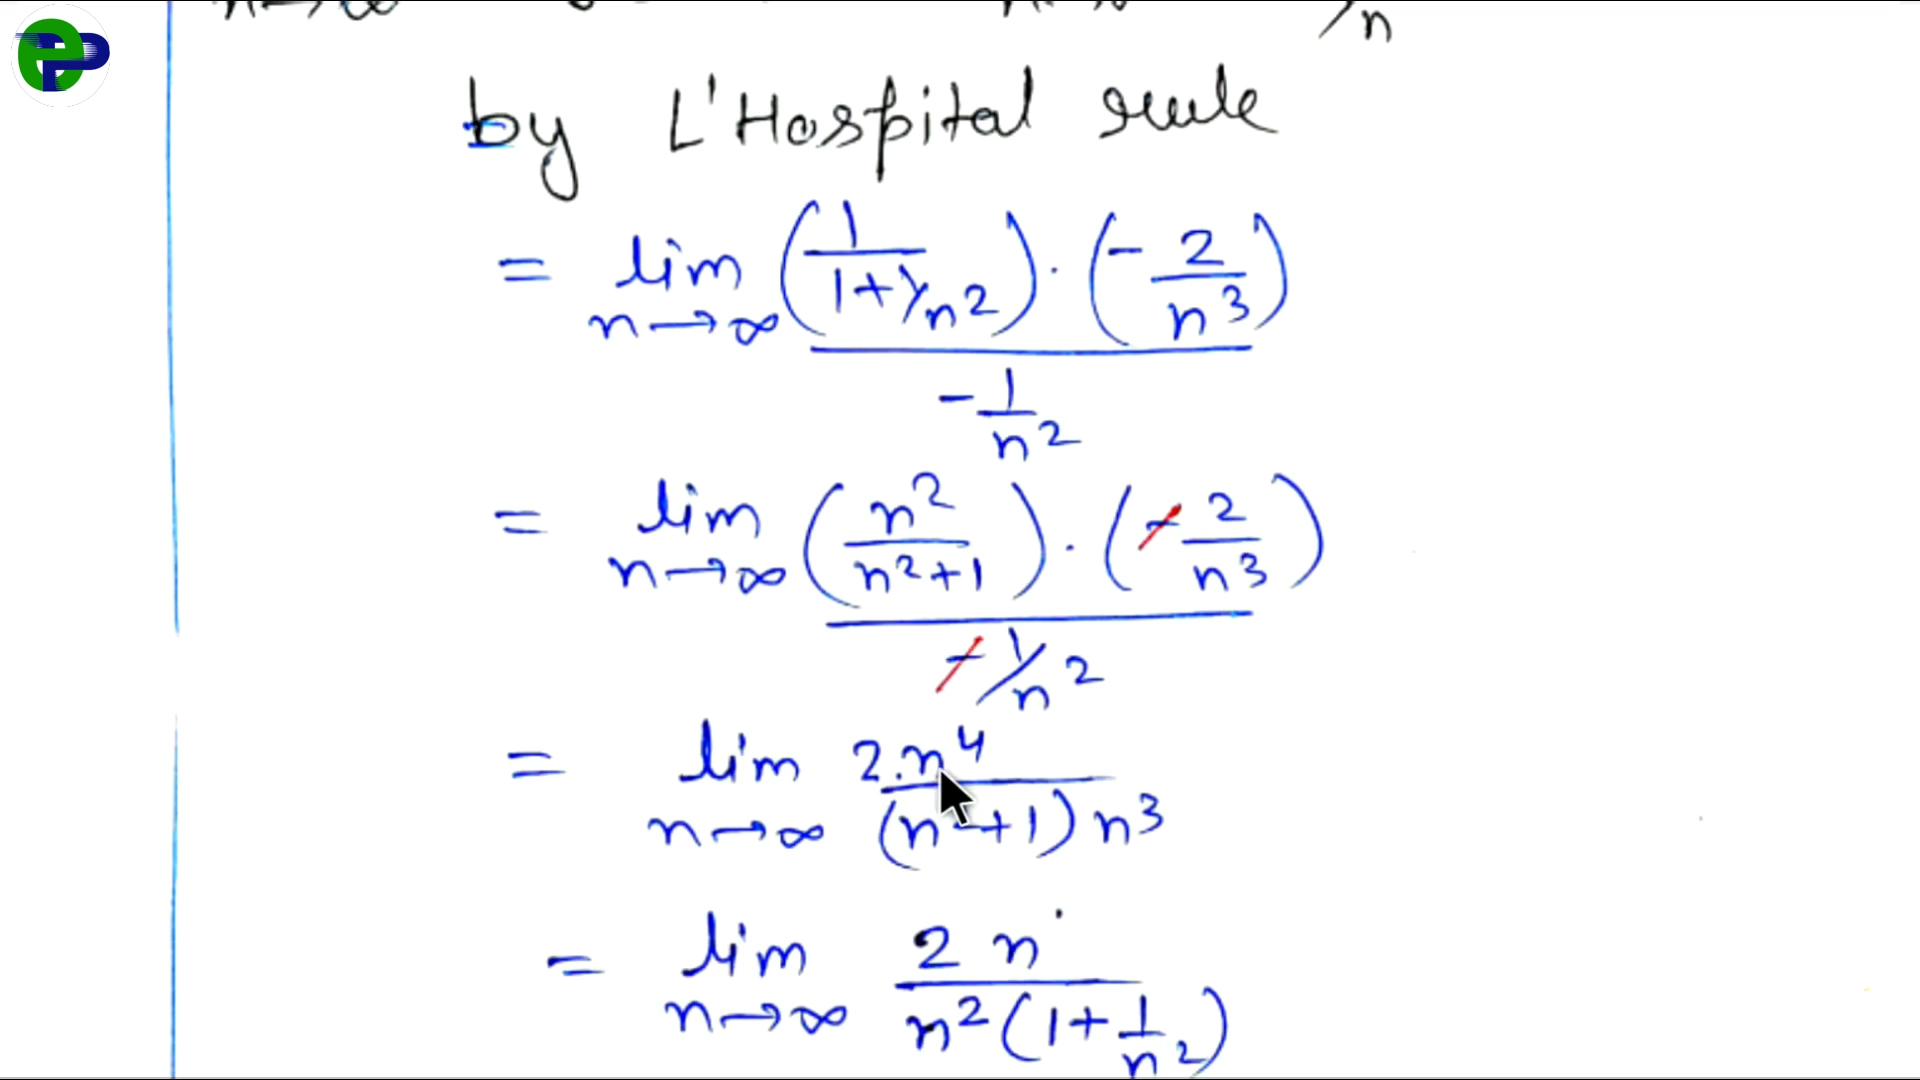 eP
n→∞ /n
by L'Hospital rule
= lim n→∞ (1/(1+1/n²)) · (-2/n³) / -1/n²
= lim n→∞ (n²/(n²+1)) · (-2/n³) / -1/n²
= lim n→∞ 2.n⁴ / (n²+1)n³
= lim n→∞ 2n / n²(1+1/n²)